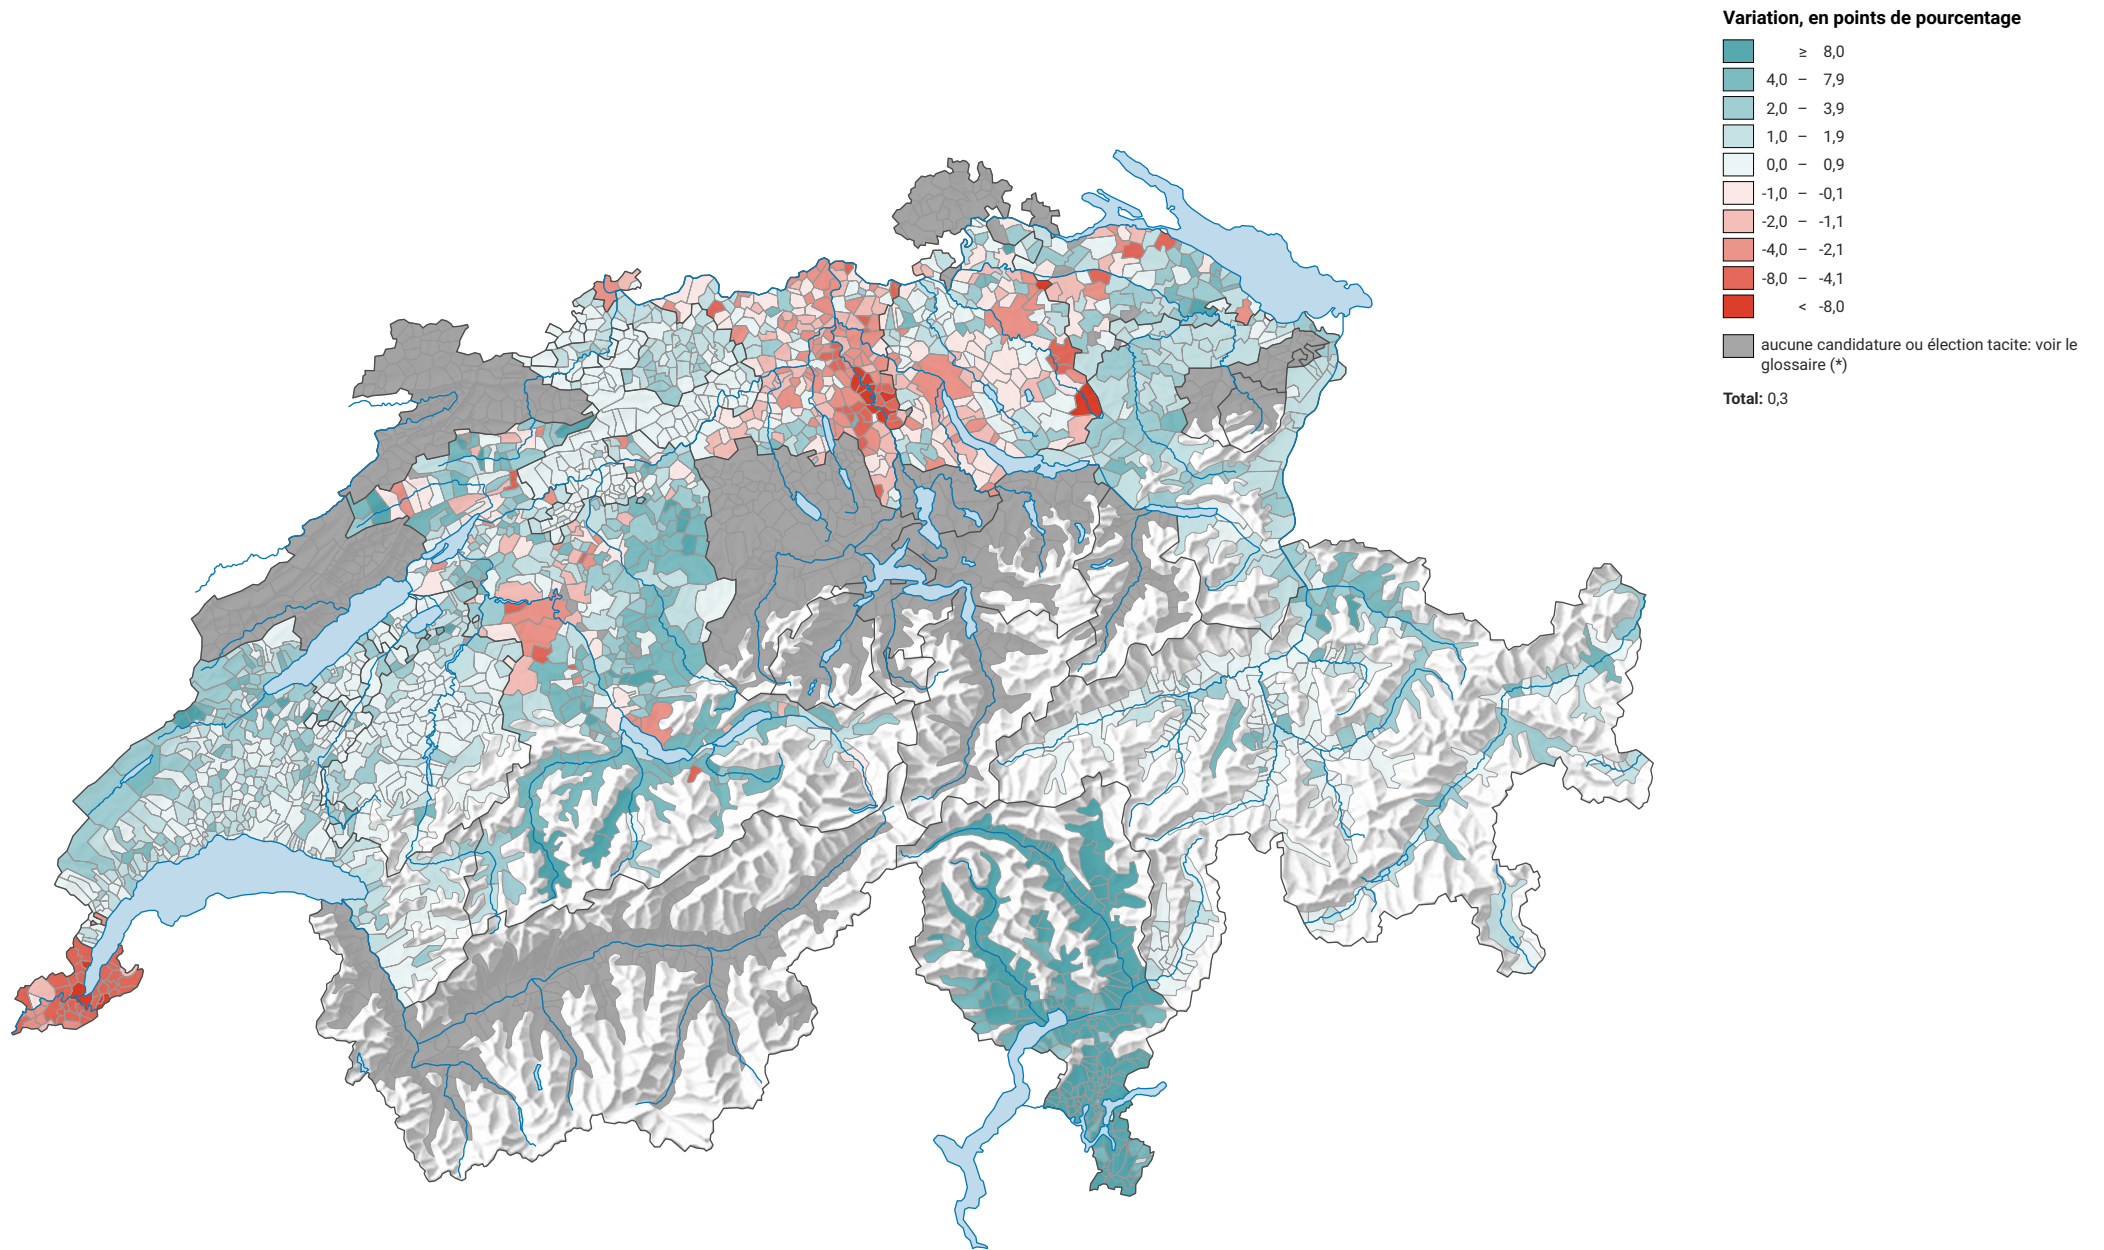 Variation, en points de pourcentage
≥ 8,0
4,0 – 7,9
2,0 – 3,9
1,0 – 1,9
0,0 – 0,9
-1,0 – -0,1
-2,0 – -1,1
-4,0 – -2,1
-8,0 – -4,1
< -8,0
aucune candidature ou élection tacite: voir le
glossaire (*)
Total: 0,3